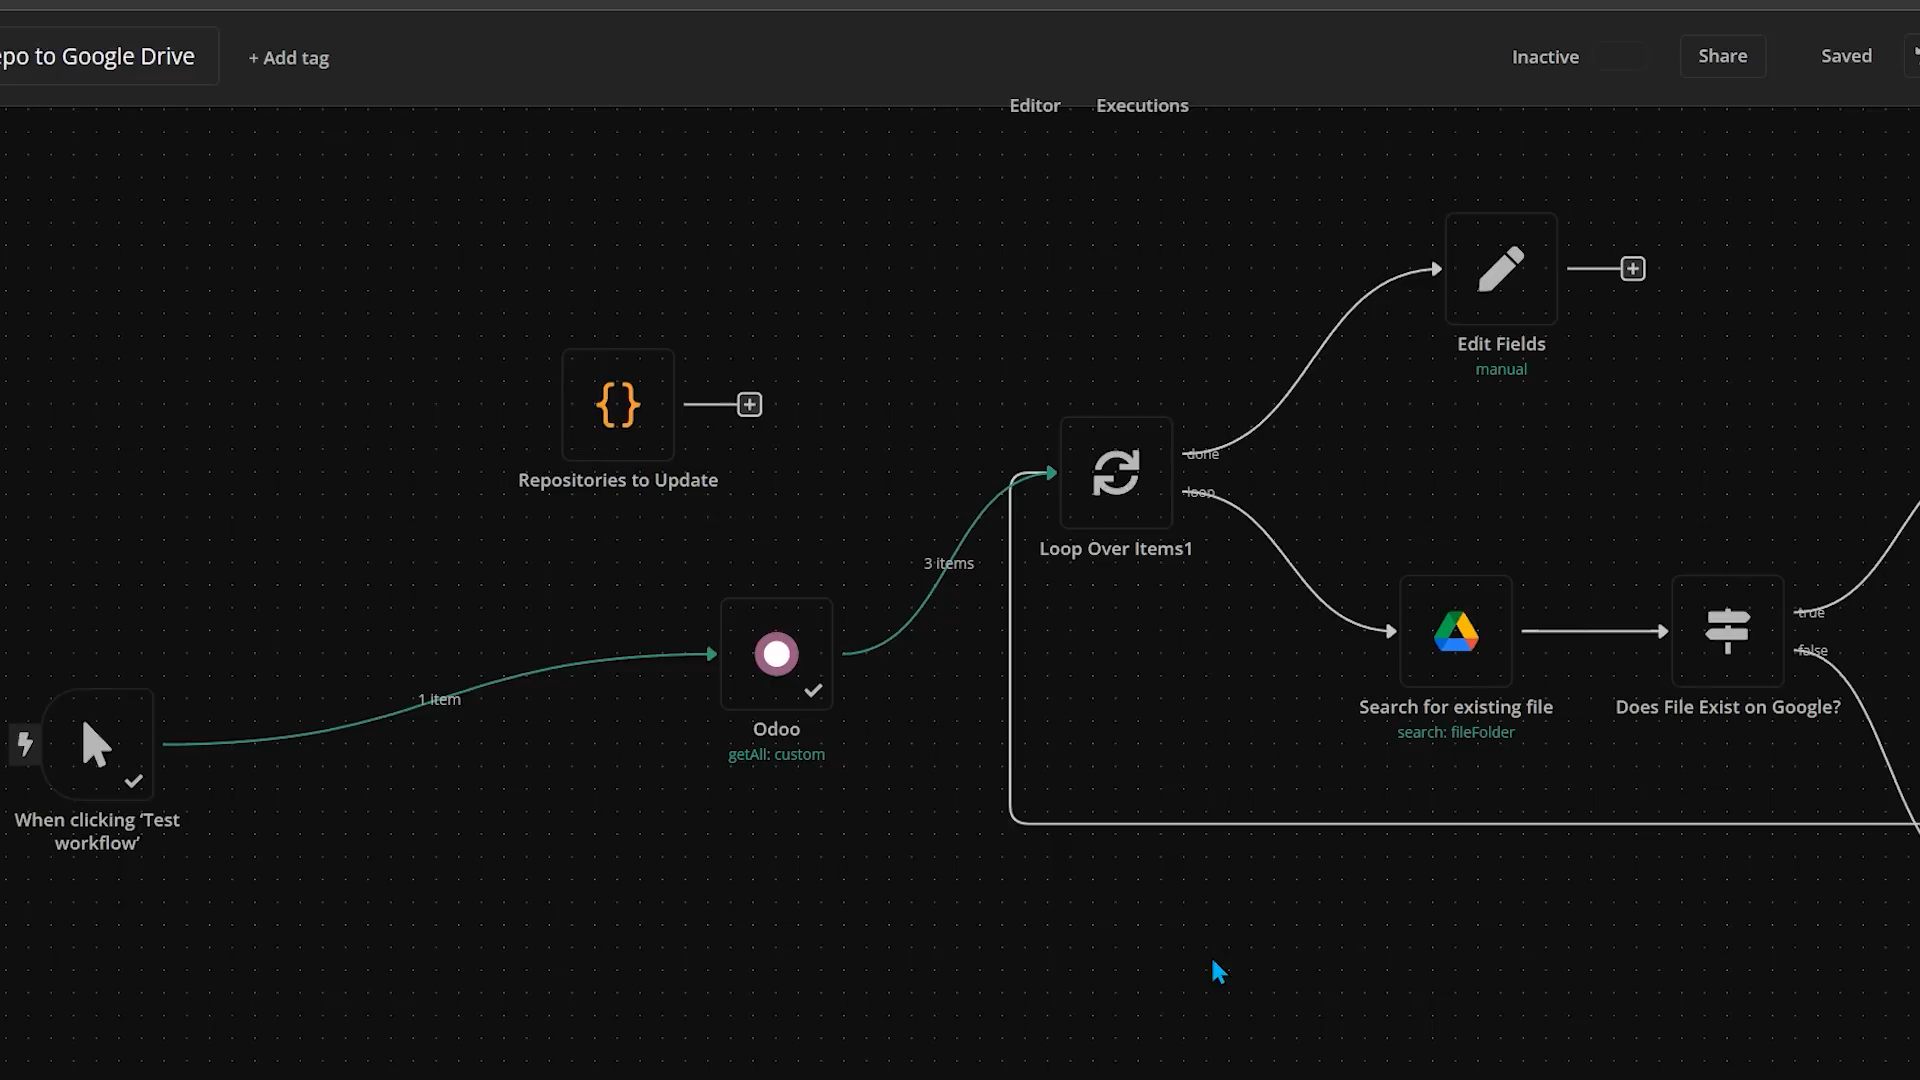 epo to Google Drive
+ Add tag
Inactive
Share
Saved
Editor
Executions
Edit Fields
manual
Repositories to Update
done
loop
Loop Over Items1
3 items
true
false
Search for existing file
search: fileFolder
Does File Exist on Google?
1 item
Odoo
getAll: custom
When clicking ‘Test
workflow’